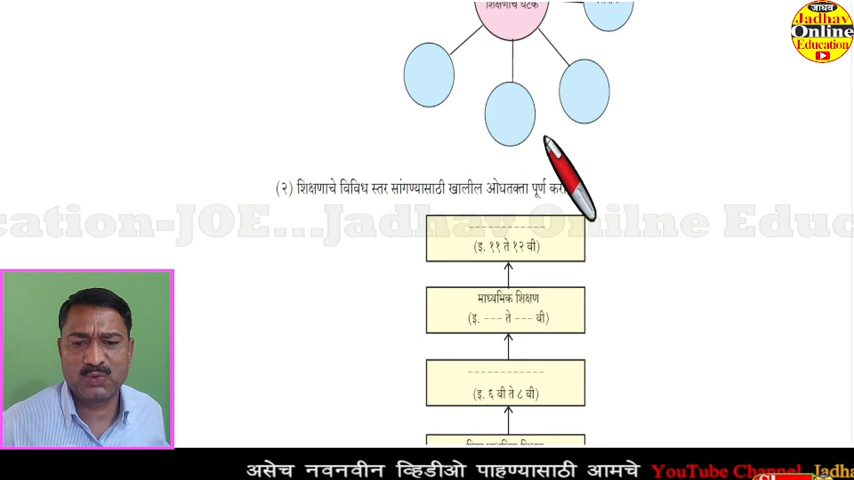 शिक्षणाचे घटक
जाधव
Jadhav
Online
Education
(२) शिक्षणाचे विविध स्तर सांगण्यासाठी खालील ओघतक्ता पूर्ण करा
cation-JOE...Jadhav Onilne Educ
------------
(इ. ११ ते १२ वी)
माध्यमिक शिक्षण
(इ. --- ते --- वी)
------------
(इ. ६ वी ते ८ वी)
असेच नवनवीन व्हिडीओ पाहण्यासाठी आमचे YouTube Channel Jadha